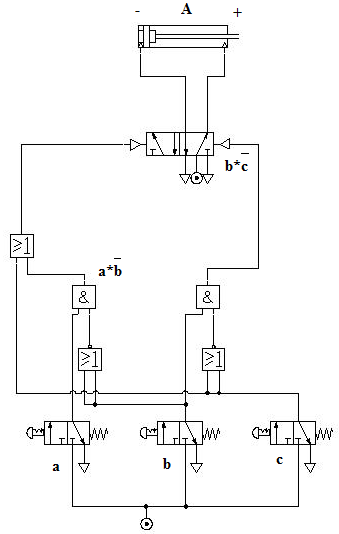 - A +
b*c̅
≥1
a*b̅
& &
≥1 ≥1
a b c